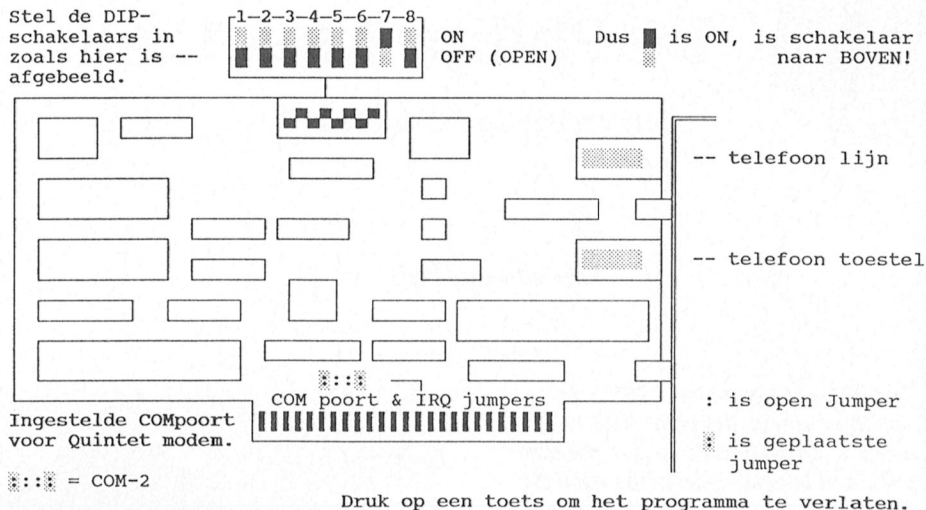 Stel de DIP-
schakelaars in
zoals hier is --
afgebeeld.
1-2-3-4-5-6-7-8
ON
OFF (OPEN)
Dus █ is ON, is schakelaar
naar BOVEN!
-- telefoon lijn
-- telefoon toestel
COM poort & IRQ jumpers
Ingestelde COMpoort
voor Quintet modem.
:::: = COM-2
: is open Jumper
: is geplaatste
jumper
Druk op een toets om het programma te verlaten.